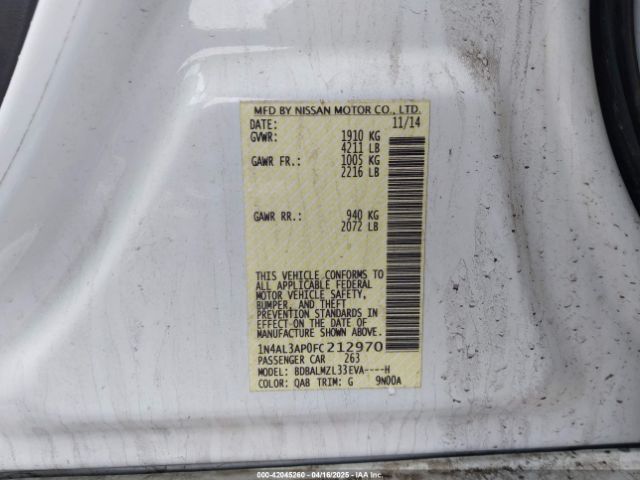 MFD BY NISSAN MOTOR CO., LTD.
DATE: 11/14
GVWR: 1910 KG
4211 LB
GAWR FR.: 1005 KG
2216 LB
GAWR RR.: 940 KG
2072 LB
THIS VEHICLE CONFORMS TO
ALL APPLICABLE FEDERAL
MOTOR VEHICLE SAFETY,
BUMPER, AND THEFT
PREVENTION STANDARDS IN
EFFECT ON THE DATE OF
MANUFACTURE SHOWN ABOVE.
1N4AL3AP0FC212970
PASSENGER CAR 263
MODEL: BDBALMZL33EVA----H
COLOR: QAB TRIM: G 9N00A
000-42045260 - 04/16/2025 - IAA Inc.